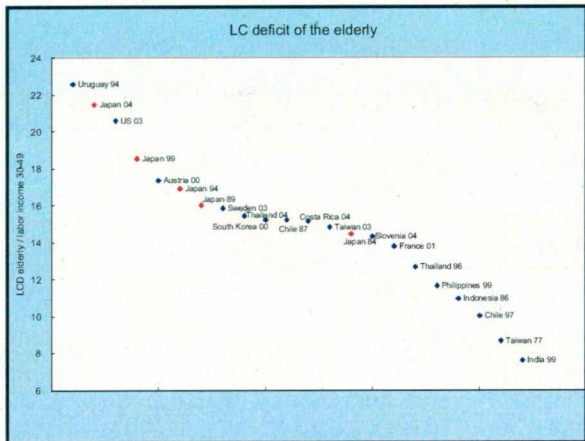 LC deficit of the elderly
LCD elderly / labor income 30-49
24
22
20
18
16
14
12
10
8
6
Uruguay 94
Japan 04
US 03
Japan 99
Austria 00
Japan 94
Japan 89
Sweden 03
Thailand 04
South Korea 00
Chile 87
Costa Rica 04
Taiwan 03
Japan 84
Slovenia 04
France 01
Thailand 96
Philippines 99
Indonesia 86
Chile 97
Taiwan 77
India 99